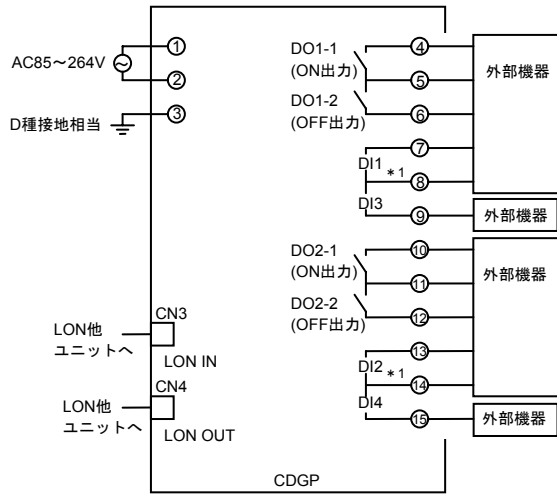 AC85～264V
D種接地相当
①
②
③
CN3
LON他
ユニットへ
LON IN
CN4
LON他
ユニットへ
LON OUT
DO1-1
(ON出力)
DO1-2
(OFF出力)
DI1
*1
DI3
④
⑤
⑥
⑦
⑧
⑨
外部機器
外部機器
DO2-1
(ON出力)
DO2-2
(OFF出力)
DI2
*1
DI4
⑩
⑪
⑫
⑬
⑭
⑮
外部機器
外部機器
CDGP